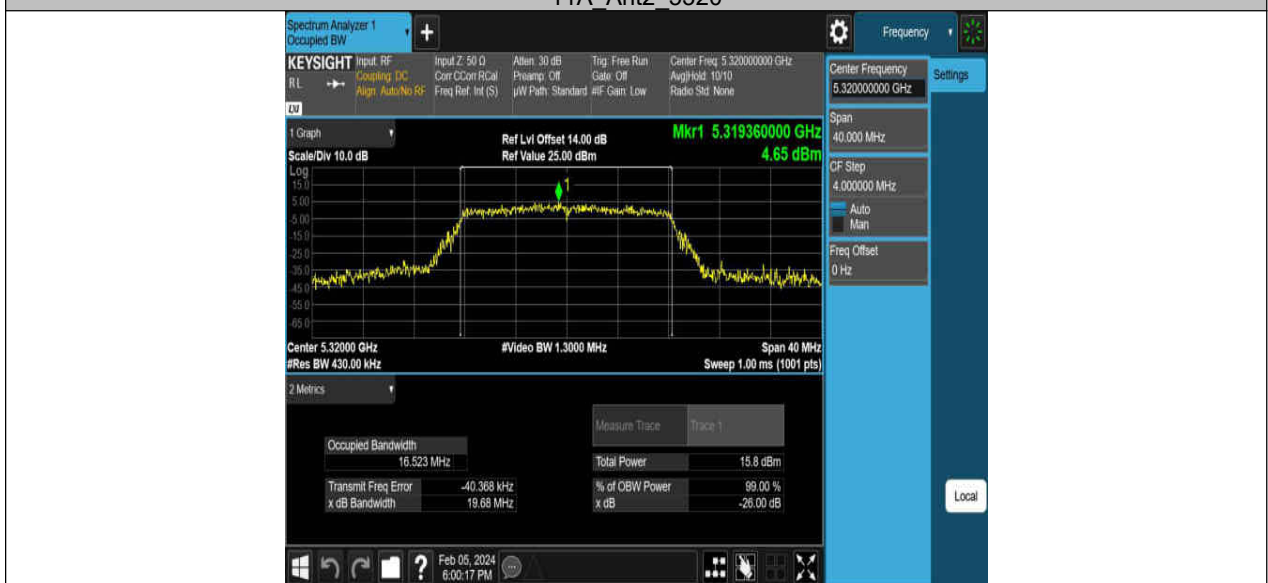 11A_Ant2_5320
Spectrum Analyzer 1
Occupied BW
+
Frequency
KEYSIGHT
RL
LXI
Input: RF
Coupling: DC
Align: Auto/No RF
Input Z: 50 Ω
Corr CCorr RCal
Freq Ref: Int (S)
Atten: 30 dB
Preamp: Off
µW Path: Standard
Trig: Free Run
Gate: Off
#IF Gain: Low
Center Freq: 5.320000000 GHz
Avg|Hold: 10/10
Radio Std: None
Center Frequency
5.320000000 GHz
Settings
Span
40.000 MHz
CF Step
4.000000 MHz
Auto
Man
Freq Offset
0 Hz
Local
1 Graph
Scale/Div 10.0 dB
Ref Lvl Offset 14.00 dB
Ref Value 25.00 dBm
Mkr1 5.319360000 GHz
4.65 dBm
Log
15.0
5.00
-5.00
-15.0
-25.0
-35.0
-45.0
-55.0
-65.0
1
Center 5.32000 GHz
#Video BW 1.3000 MHz
Span 40 MHz
#Res BW 430.00 kHz
Sweep 1.00 ms (1001 pts)
2 Metrics
Measure Trace
Trace 1
Occupied Bandwidth
16.523 MHz
Total Power
15.8 dBm
Transmit Freq Error
-40.368 kHz
% of OBW Power
99.00 %
x dB Bandwidth
19.68 MHz
x dB
-26.00 dB
?
Feb 05, 2024
6:00:17 PM